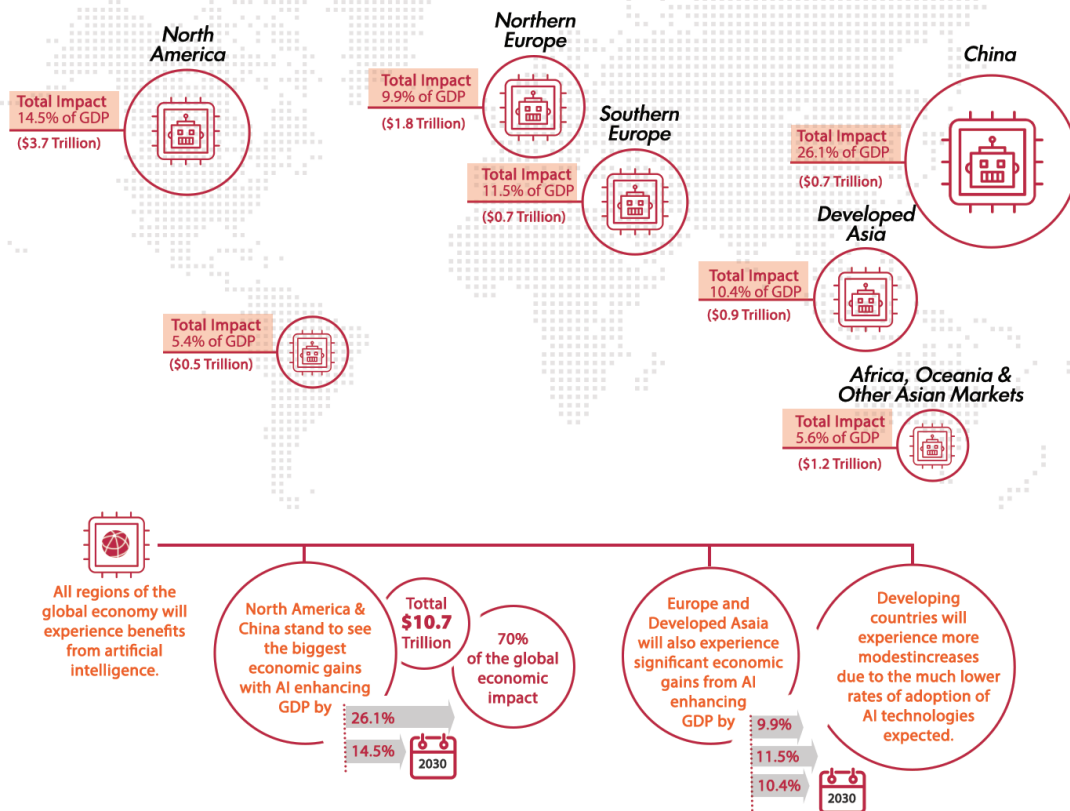 North
America
Total Impact
14.5% of GDP
($3.7 Trillion)
Northern
Europe
Total Impact
9.9% of GDP
($1.8 Trillion)
Southern
Europe
Total Impact
11.5% of GDP
($0.7 Trillion)
China
Total Impact
26.1% of GDP
($0.7 Trillion)
Developed
Asia
Total Impact
10.4% of GDP
($0.9 Trillion)
Total Impact
5.4% of GDP
($0.5 Trillion)
Africa, Oceania &
Other Asian Markets
Total Impact
5.6% of GDP
($1.2 Trillion)
All regions of the
global economy will
experience benefits
from artificial
intelligence.
North America &
China stand to see
the biggest
economic gains
with AI enhancing
GDP by
26.1%
14.5%
2030
Tottal
$10.7
Trillion
70%
of the global
economic
impact
Europe and
Developed Asaia
will also experience
significant economic
gains from AI
enhancing
GDP by
9.9%
11.5%
10.4%
2030
Developing
countries will
experience more
modestincreases
due to the much lower
rates of adoption of
AI technologies
expected.